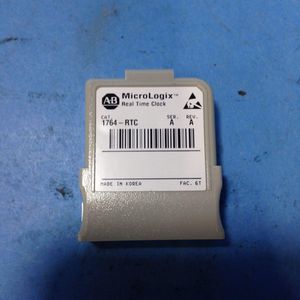 AB MicroLogix™
Real Time Clock
CAT. SER. REV.
1764-RTC A A
MADE IN KOREA FAC. 6T